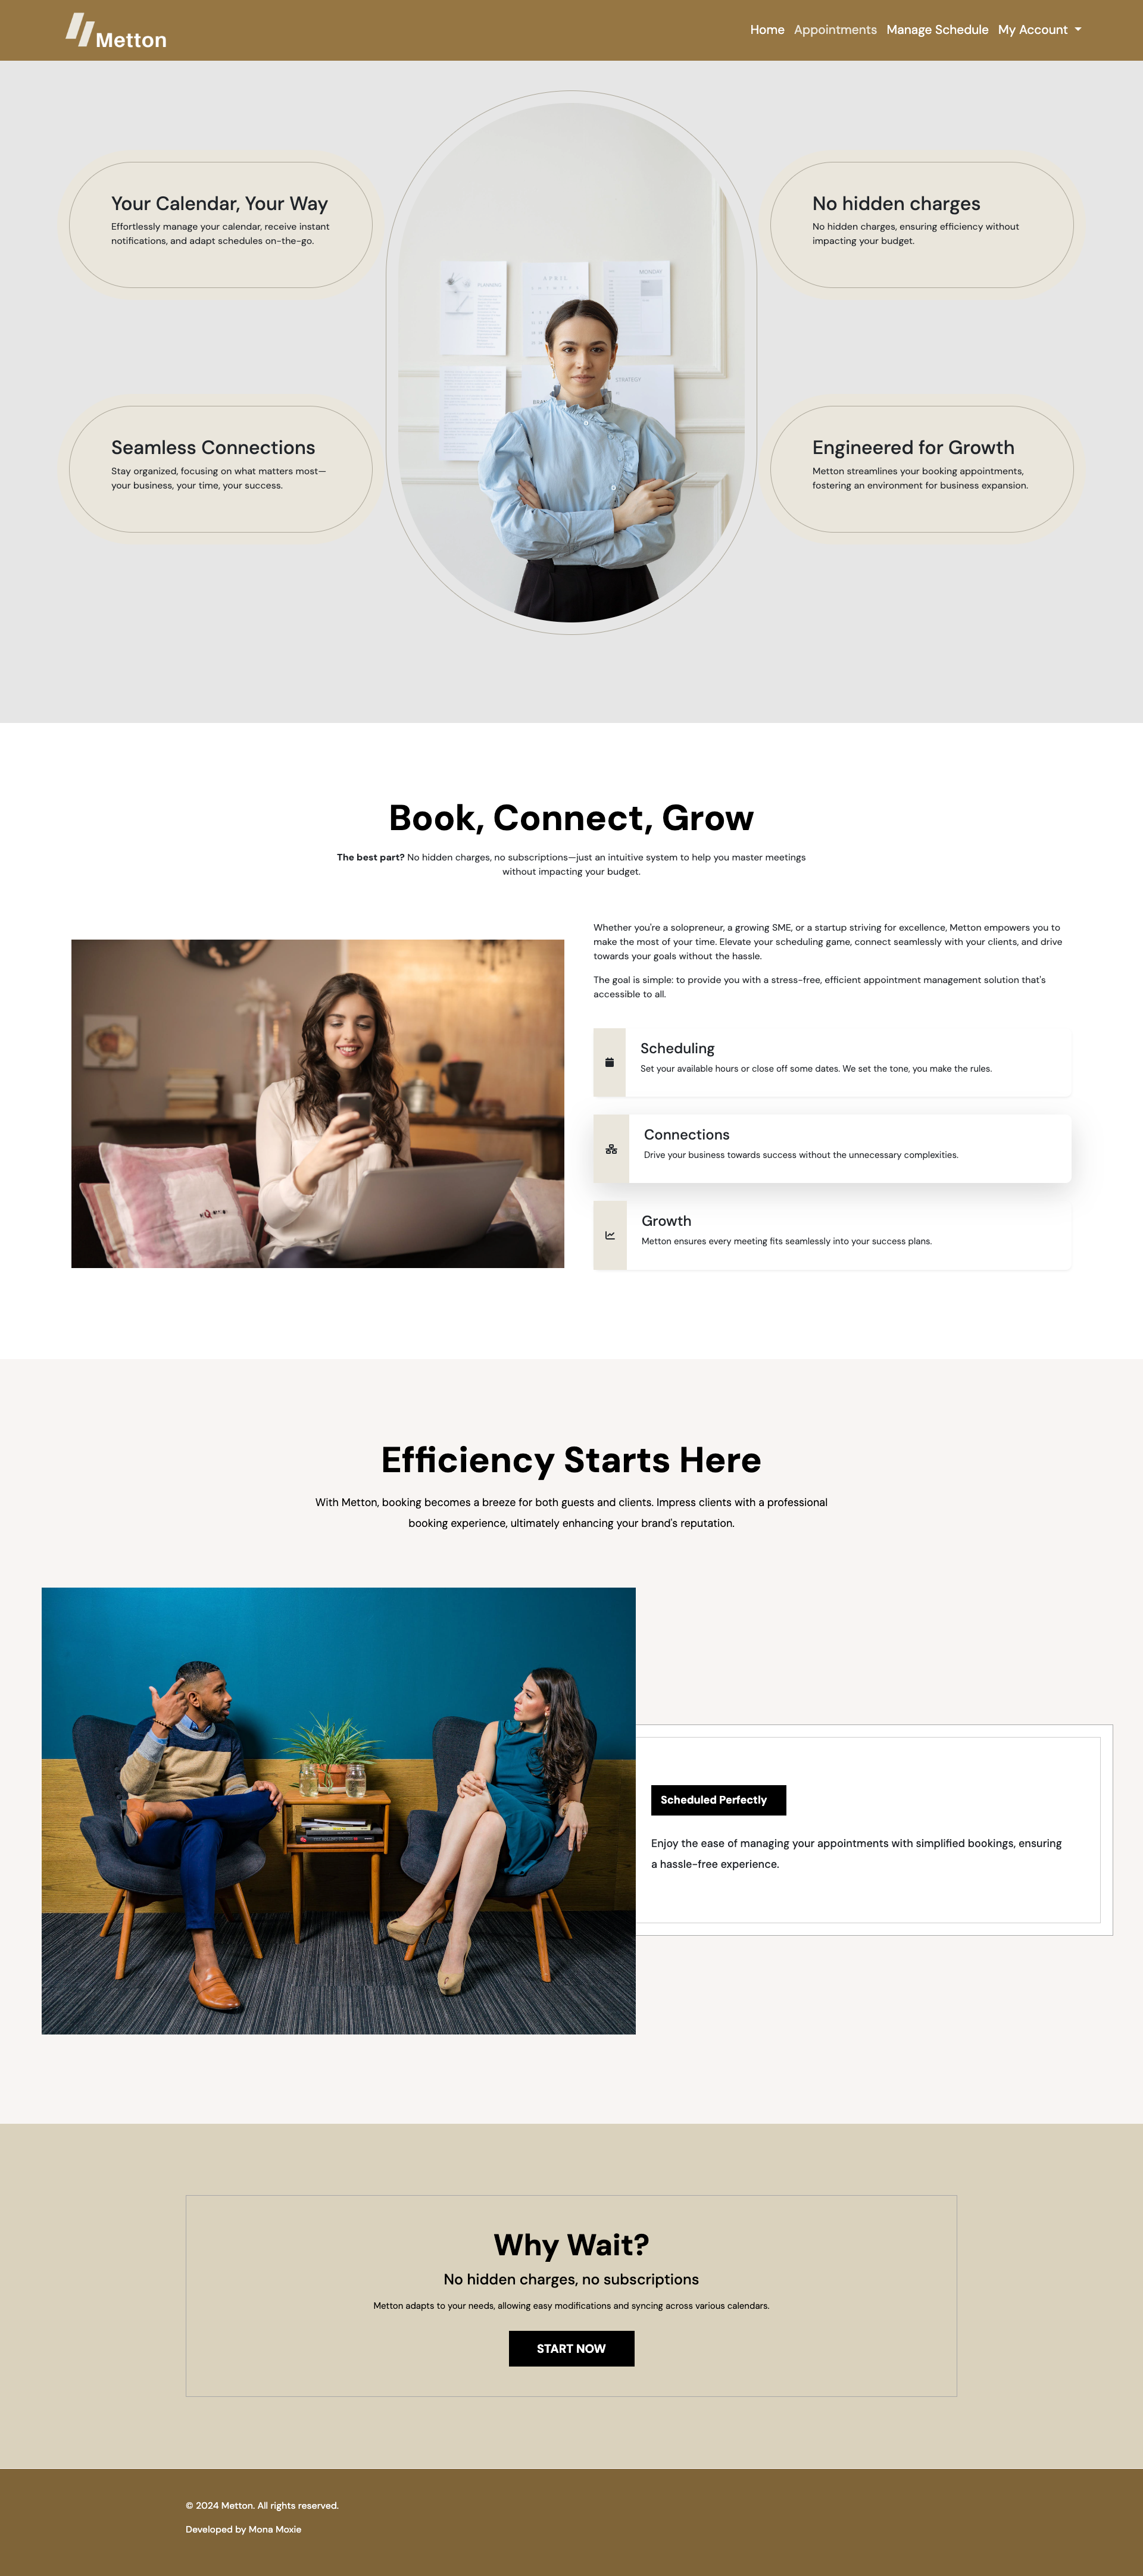 Metton
Home Appointments Manage Schedule My Account
Your Calendar, Your Way
Effortlessly manage your calendar, receive instant
notifications, and adapt schedules on-the-go.
No hidden charges
No hidden charges, ensuring efficiency without
impacting your budget.
PLANNING
APRIL
MONDAY
STRATEGY
Seamless Connections
Stay organized, focusing on what matters most—
your business, your time, your success.
Engineered for Growth
Metton streamlines your booking appointments,
fostering an environment for business expansion.
Book, Connect, Grow
The best part? No hidden charges, no subscriptions—just an intuitive system to help you master meetings
without impacting your budget.
Whether you're a solopreneur, a growing SME, or a startup striving for excellence, Metton empowers you to
make the most of your time. Elevate your scheduling game, connect seamlessly with your clients, and drive
towards your goals without the hassle.
The goal is simple: to provide you with a stress-free, efficient appointment management solution that's
accessible to all.
Scheduling
Set your available hours or close off some dates. We set the tone, you make the rules.
Connections
Drive your business towards success without the unnecessary complexities.
Growth
Metton ensures every meeting fits seamlessly into your success plans.
Efficiency Starts Here
With Metton, booking becomes a breeze for both guests and clients. Impress clients with a professional
booking experience, ultimately enhancing your brand's reputation.
Scheduled Perfectly
Enjoy the ease of managing your appointments with simplified bookings, ensuring
a hassle-free experience.
Why Wait?
No hidden charges, no subscriptions
Metton adapts to your needs, allowing easy modifications and syncing across various calendars.
START NOW
© 2024 Metton. All rights reserved.
Developed by Mona Moxie